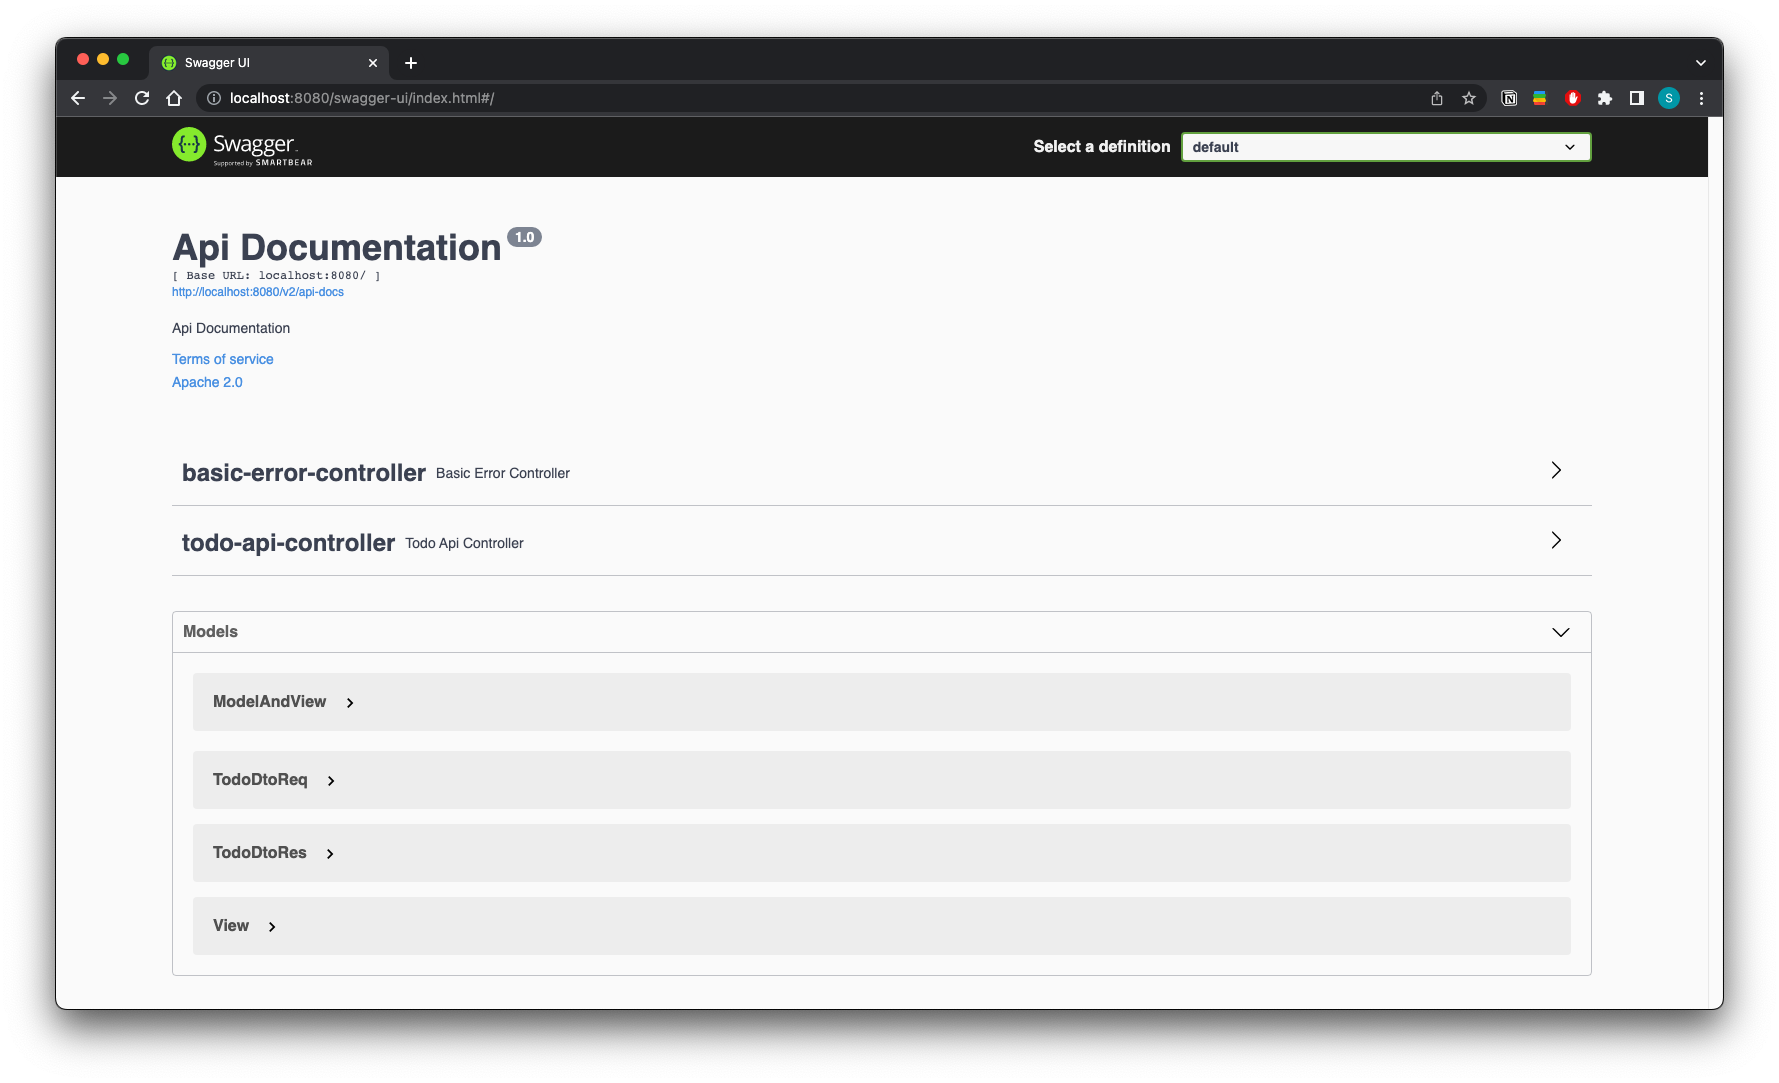 Swagger UI
localhost:8080/swagger-ui/index.html#/
S
Swagger
Supported by SMARTBEAR
Select a definition
default
Api Documentation 1.0
[ Base URL: localhost:8080/ ]
http://localhost:8080/v2/api-docs
Api Documentation
Terms of service
Apache 2.0
basic-error-controller Basic Error Controller
todo-api-controller Todo Api Controller
Models
ModelAndView
TodoDtoReq
TodoDtoRes
View